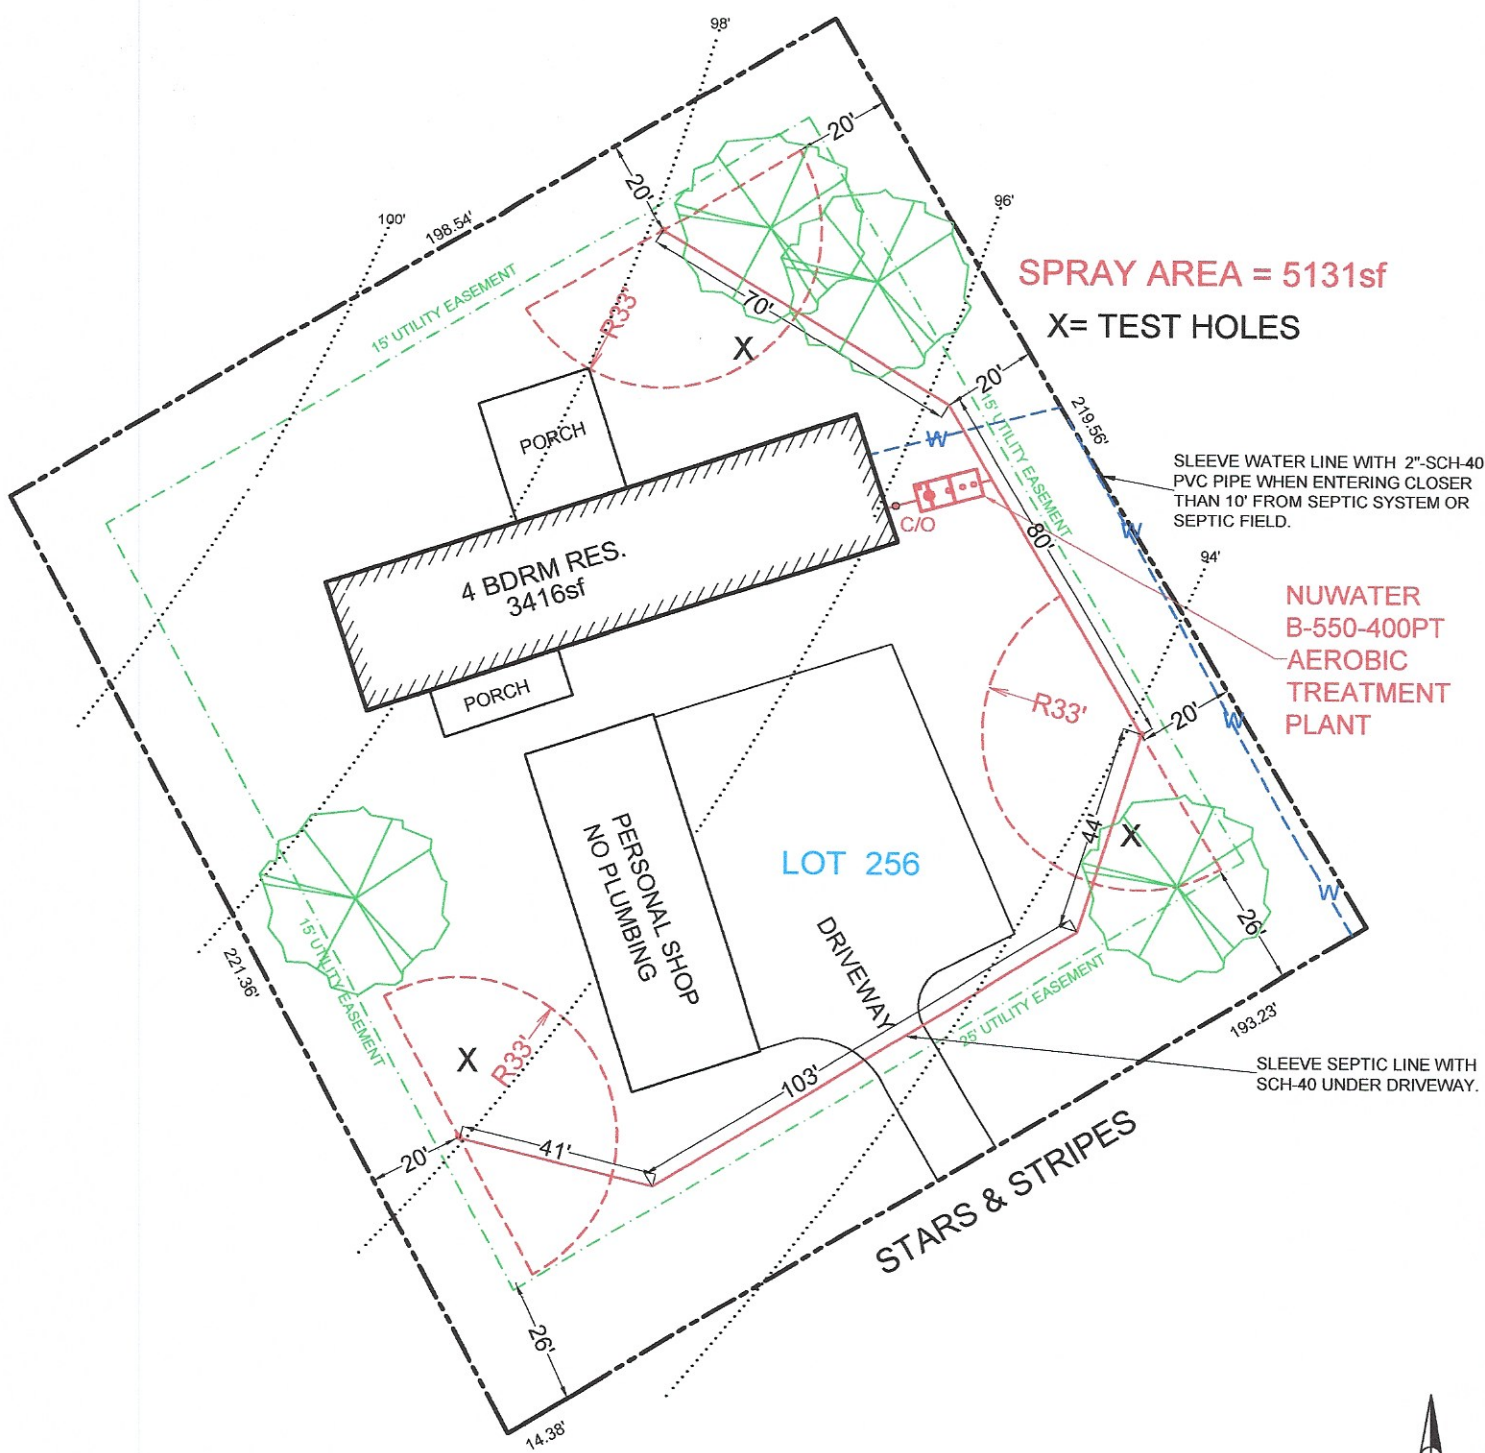 98'
20'
20'
100'
198.54'
96'
SPRAY AREA = 5131sf
X= TEST HOLES
15' UTILITY EASEMENT
R33'
70'
X
20'
15' UTILITY EASEMENT
219.56'
PORCH
W
SLEEVE WATER LINE WITH 2"-SCH-40
PVC PIPE WHEN ENTERING CLOSER
THAN 10' FROM SEPTIC SYSTEM OR
SEPTIC FIELD.
C/O
80'
W
94'
4 BDRM RES.
3416sf
NUWATER
B-550-400PT
AEROBIC
TREATMENT
PLANT
PORCH
R33'
20'
W
44'
X
PERSONAL SHOP
NO PLUMBING
LOT 256
W
26'
DRIVEWAY
15' UTILITY EASEMENT
221.36'
25' UTILITY EASEMENT
193.23'
X
R33'
103'
SLEEVE SEPTIC LINE WITH
SCH-40 UNDER DRIVEWAY.
20'
41'
STARS & STRIPES
26'
14.38'